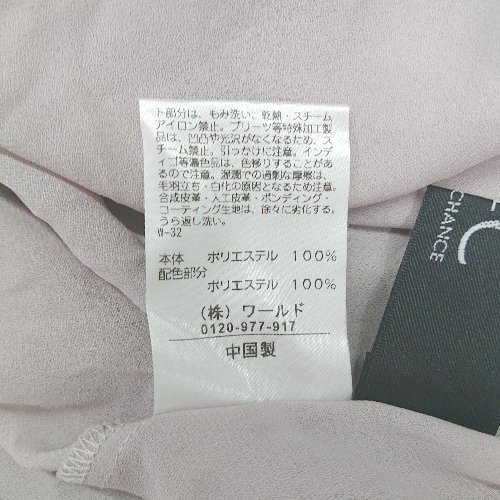 ト部分は、もみ洗い、乾燥・スチーム
アイロン禁止。プリーツ等特殊加工製
品は、凹凸や光沢がなくなるため、ス
チーム禁止。引っかけに注意。インディ
ゴ等濃色品は、色移りすることがあ
るので注意。湿潤での過剰な摩擦は、
毛羽立ち・白化の原因となるため注意。
合成皮革・人工皮革・ボンディング・
コーティング生地は、徐々に劣化する。
うら返し洗い。
W-32
本体 ポリエステル 100%
配色部分
ポリエステル 100%
(株) ワールド
0120-977-917
中国製
C
CHANCE